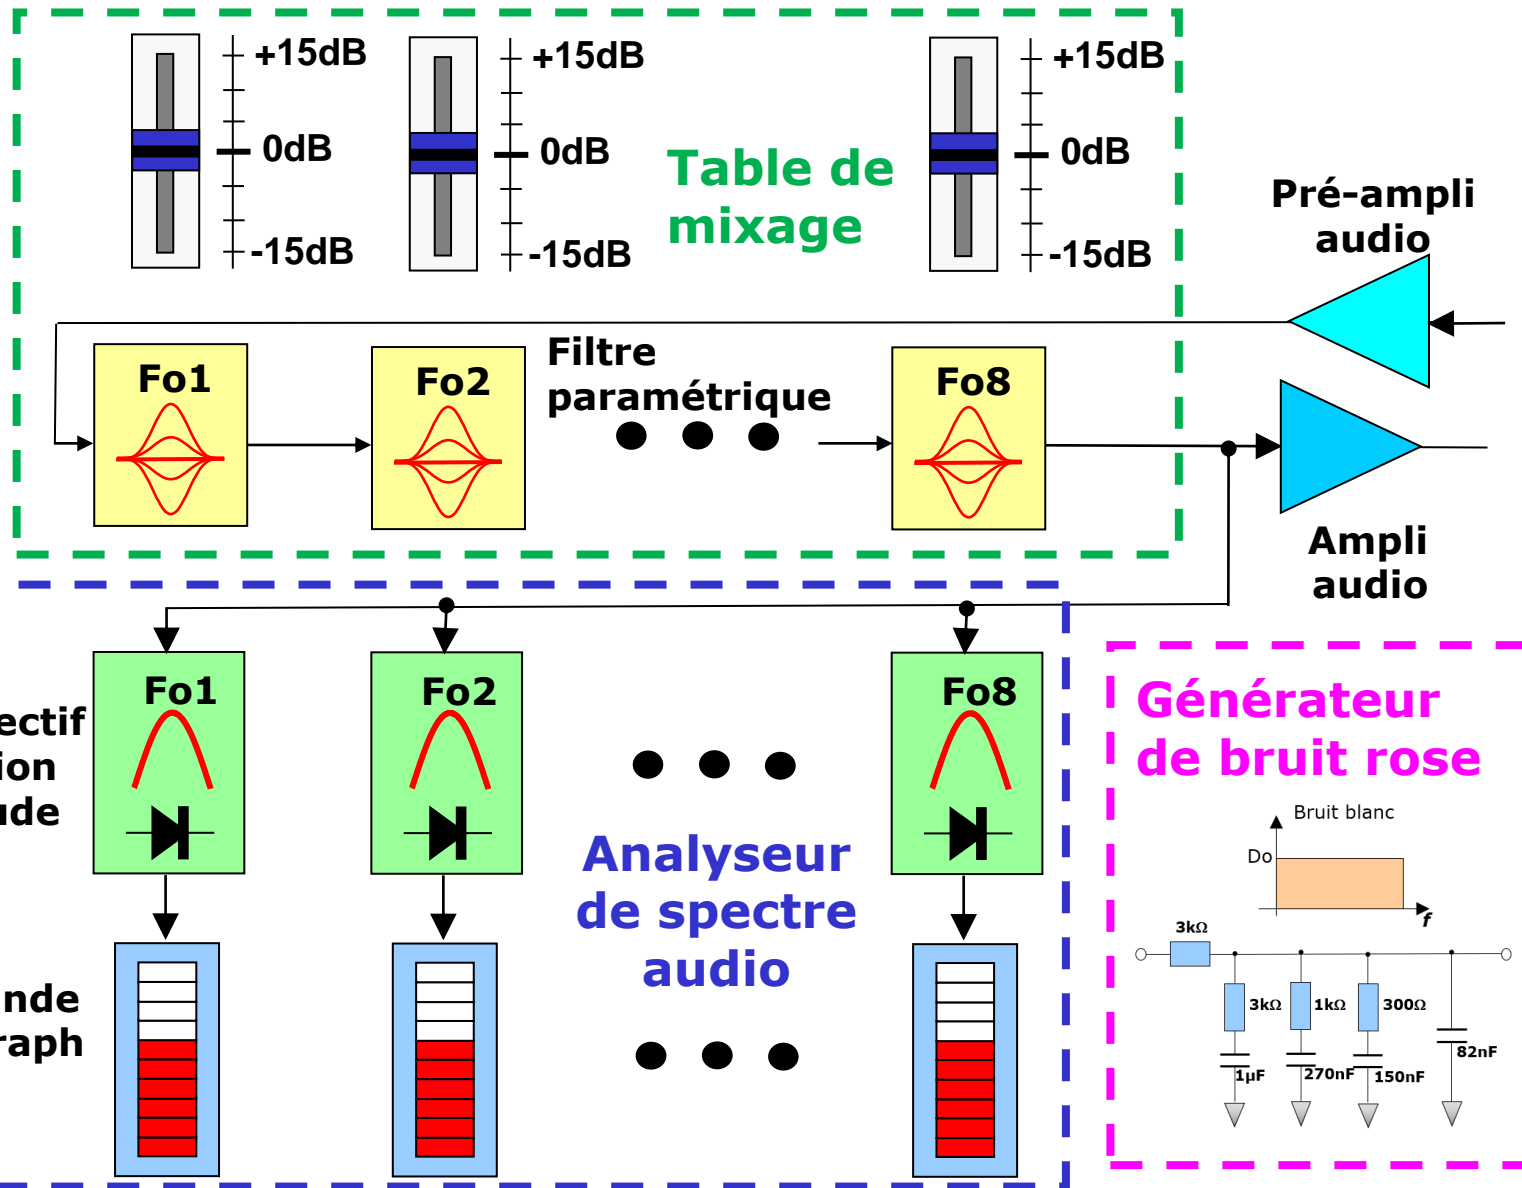 +15dB
0dB
-15dB
+15dB
0dB
-15dB
+15dB
0dB
-15dB
Table de
mixage
Pré-ampli
audio
Fo1
Fo2
Filtre
paramétrique
Fo8
Ampli
audio
Fo1
Fo2
Fo8
ectif
ion
ude
Analyseur
de spectre
audio
nde
raph
Générateur
de bruit rose
Bruit blanc
Do
f
3kΩ
3kΩ
1kΩ
300Ω
1µF
270nF
150nF
82nF